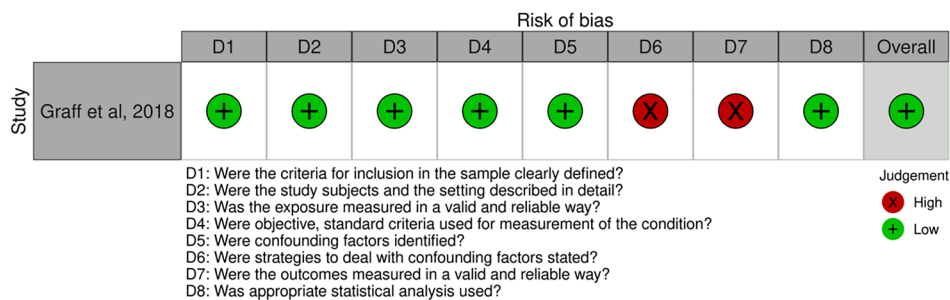 Risk of bias
D1 D2 D3 D4 D5 D6 D7 D8 Overall
Study
Graff et al, 2018 + + + + + X X + +
D1: Were the criteria for inclusion in the sample clearly defined?
D2: Were the study subjects and the setting described in detail?
D3: Was the exposure measured in a valid and reliable way?
D4: Were objective, standard criteria used for measurement of the condition?
D5: Were confounding factors identified?
D6: Were strategies to deal with confounding factors stated?
D7: Were the outcomes measured in a valid and reliable way?
D8: Was appropriate statistical analysis used?
Judgement
X High
+ Low